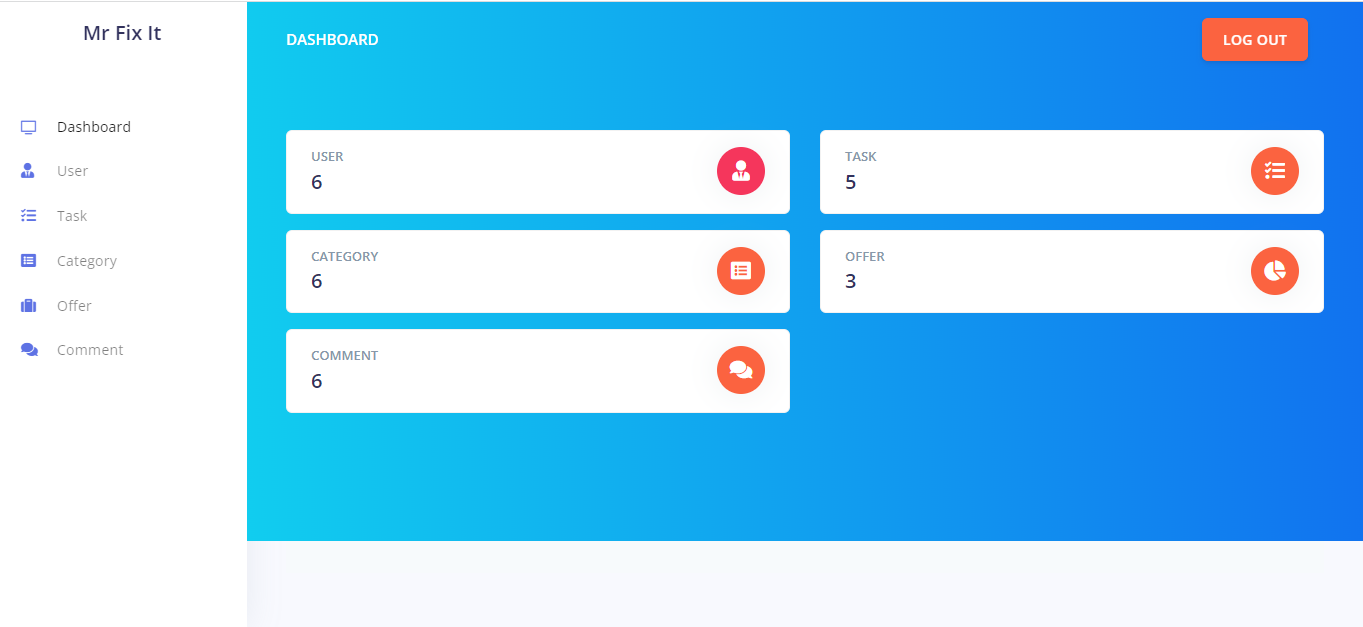 Mr Fix It
Dashboard
User
Task
Category
Offer
Comment
DASHBOARD
LOG OUT
USER
6
TASK
5
CATEGORY
6
OFFER
3
COMMENT
6